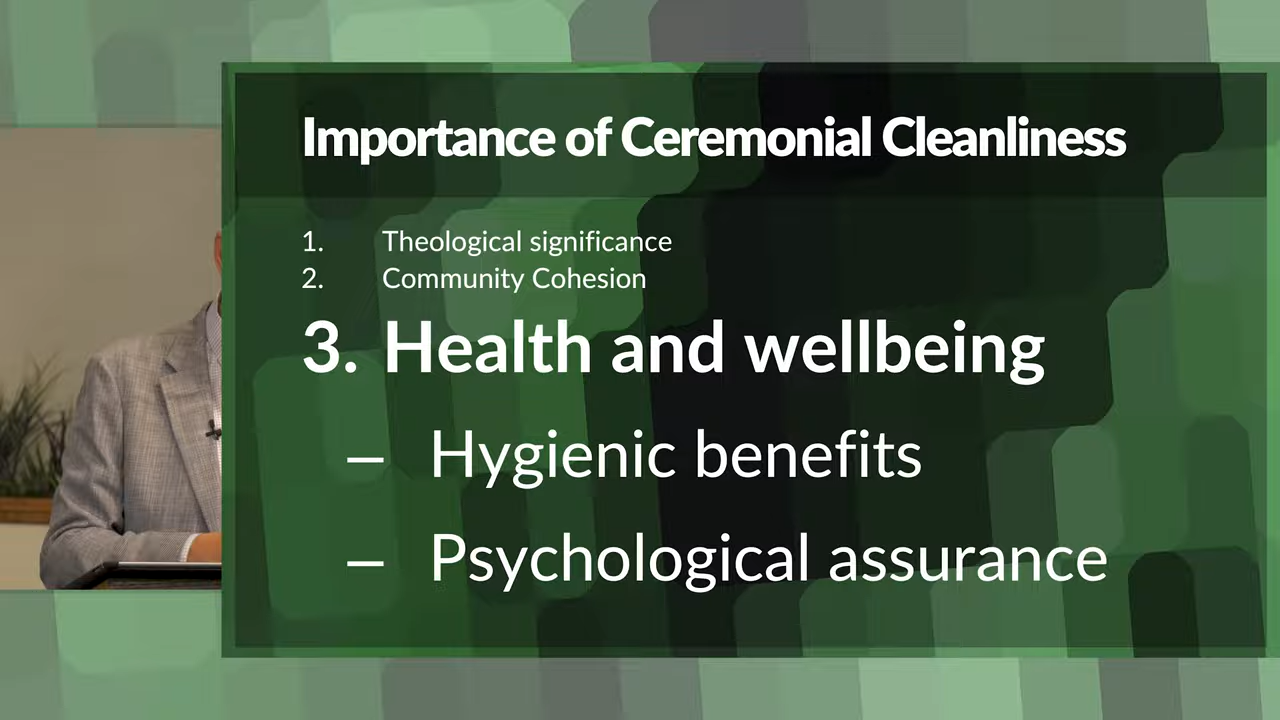 Importance of Ceremonial Cleanliness
1. Theological significance
2. Community Cohesion
3. Health and wellbeing
– Hygienic benefits
– Psychological assurance